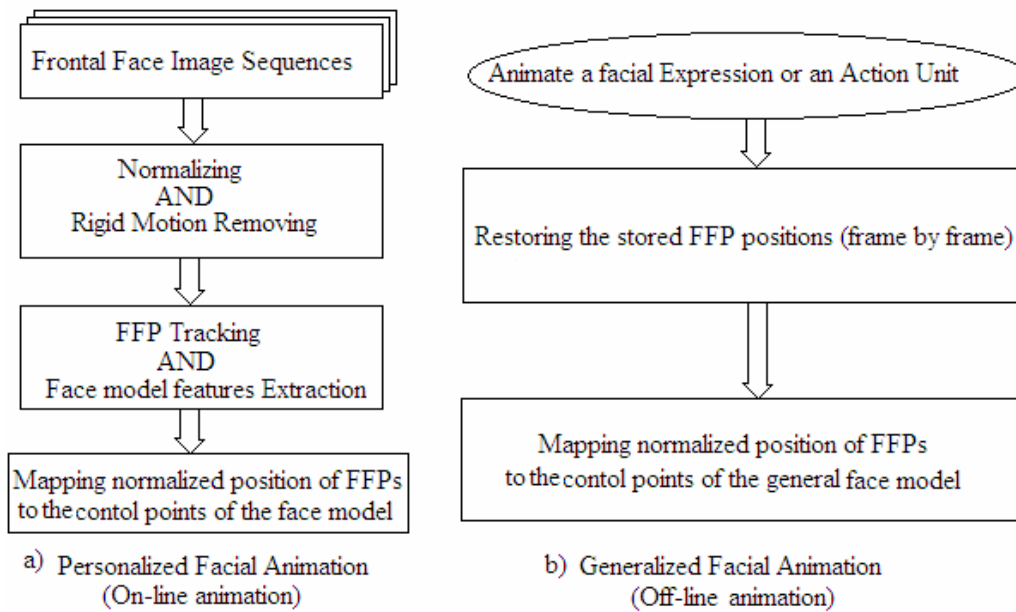 Frontal Face Image Sequences
Normalizing
AND
Rigid Motion Removing
FFP Tracking
AND
Face model features Extraction
Mapping normalized position of FFPs
to the contol points of the face model
a) Personalized Facial Animation
(On-line animation)
Animate a facial Expression or an Action Unit
Restoring the stored FFP positions (frame by frame)
Mapping normalized position of FFPs
to the contol points of the general face model
b) Generalized Facial Animation
(Off-line animation)